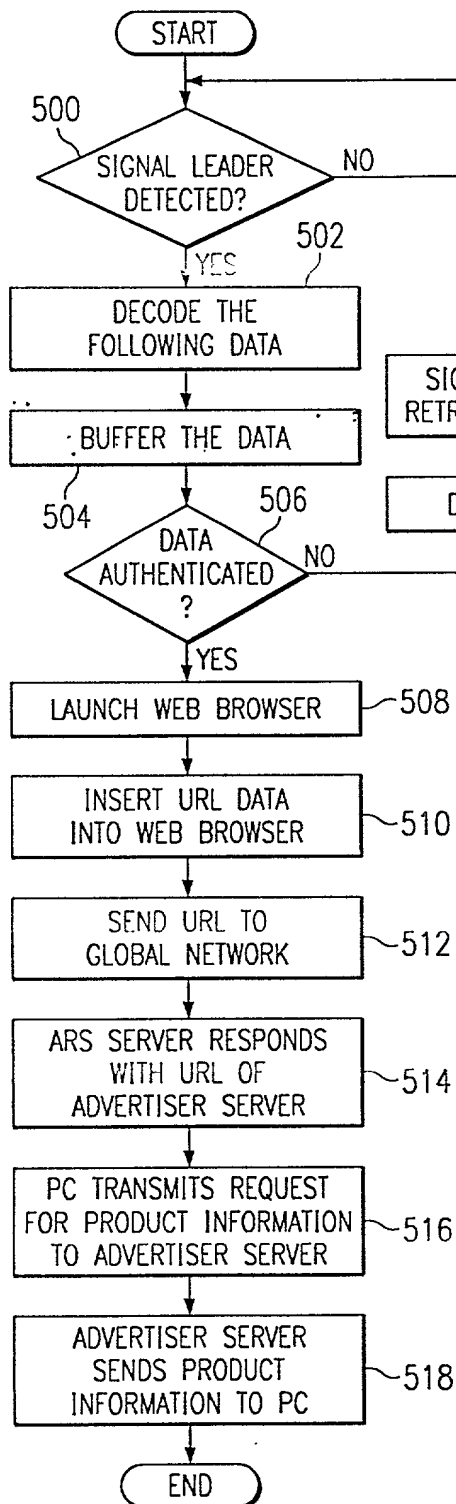 START
500
SIGNAL LEADER
DETECTED?
NO
YES
502
DECODE THE
FOLLOWING DATA
BUFFER THE DATA
504
506
DATA
AUTHENTICATED
?
NO
YES
LAUNCH WEB BROWSER
508
INSERT URL DATA
INTO WEB BROWSER
510
SEND URL TO
GLOBAL NETWORK
512
ARS SERVER RESPONDS
WITH URL OF
ADVERTISER SERVER
514
PC TRANSMITS REQUEST
FOR PRODUCT INFORMATION
TO ADVERTISER SERVER
516
ADVERTISER SERVER
SENDS PRODUCT
INFORMATION TO PC
518
END